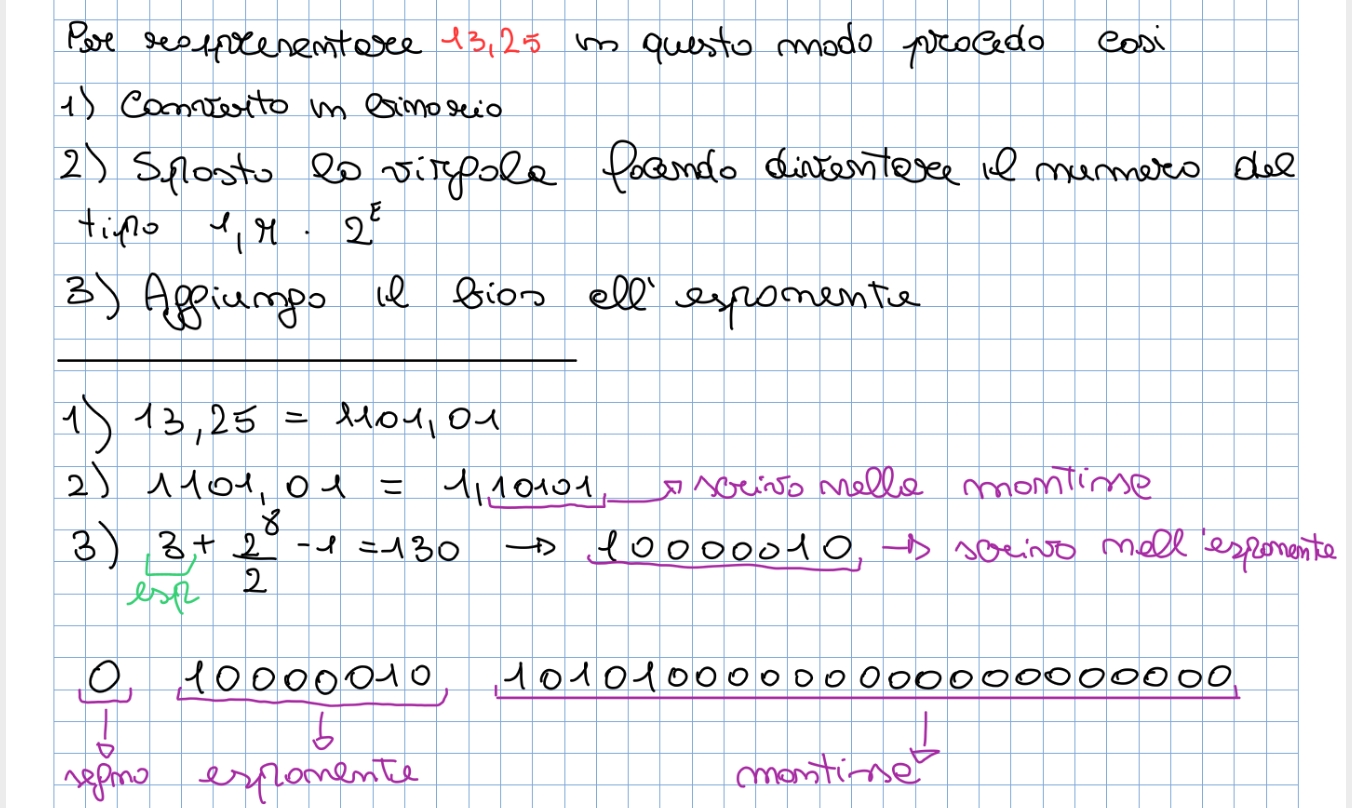 Per rappresentare 13,25 in questo modo procedo così
1) Converto in binario
2) Sposto la virgola facendo diventare il numero del
tipo 1,M · 2^E
3) Aggiungo il bias all'esponente
1) 13,25 = 1101,01
2) 1101,01 = 1,10101 → scrivo nella mantissa
3) 3 + 2^8/2 - 1 = 130 → 10000010 → scrivo nell'esponente
esp
0 10000010 10101000000000000000000
segno esponente mantissa